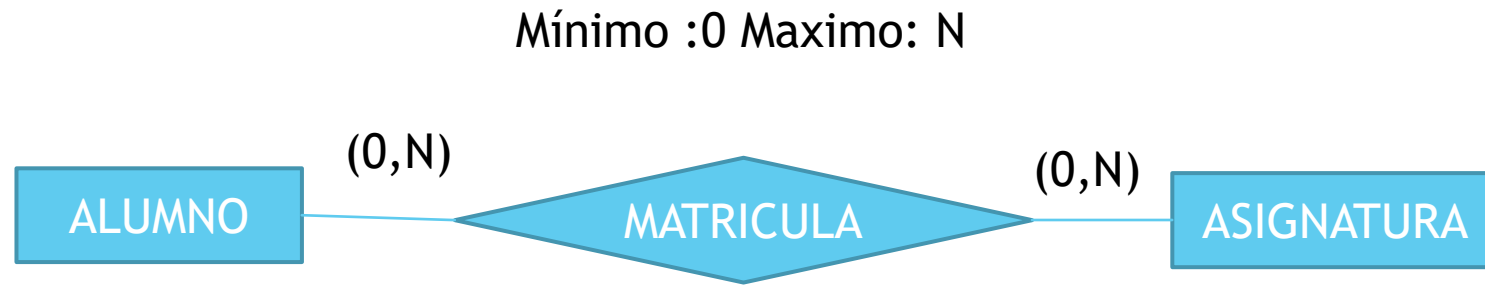 Mínimo :0 Maximo: N
(0,N)
(0,N)
ALUMNO
MATRICULA
ASIGNATURA